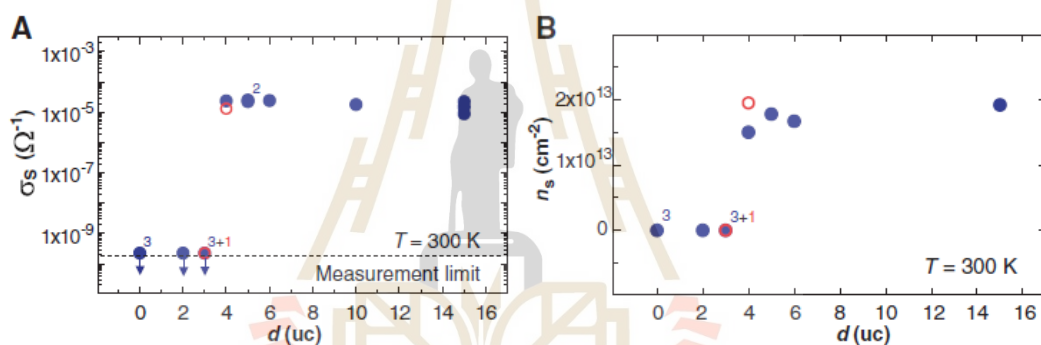 A
σs (Ω⁻¹)
1x10⁻³
1x10⁻⁵
1x10⁻⁷
1x10⁻⁹
2
3
3+1
T = 300 K
Measurement limit
0 2 4 6 8 10 12 14 16
d (uc)
B
ns (cm⁻²)
2x10¹³
1x10¹³
0
3
3+1
T = 300 K
0 2 4 6 8 10 12 14 16
d (uc)